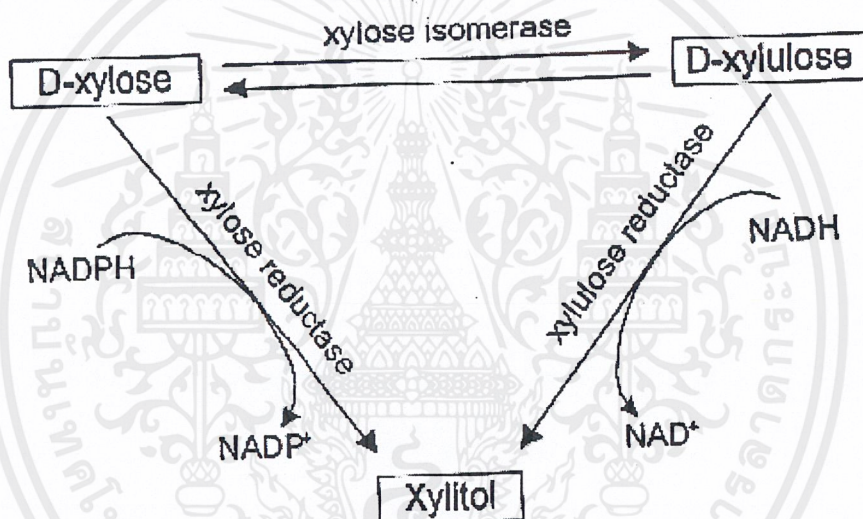 xylose isomerase
D-xylose
D-xylulose
xylose reductase
xylulose reductase
NADPH
NADH
NADP⁺
NAD⁺
Xylitol